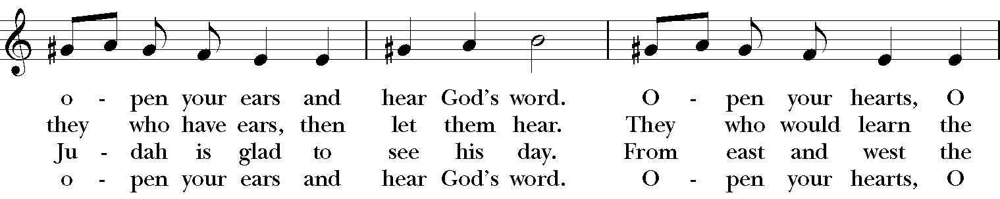 o - pen your ears and hear God’s word. O - pen your hearts, O
they who have ears, then let them hear. They who would learn the
Ju - dah is glad to see his day. From east and west the
o - pen your ears and hear God’s word. O - pen your hearts, O